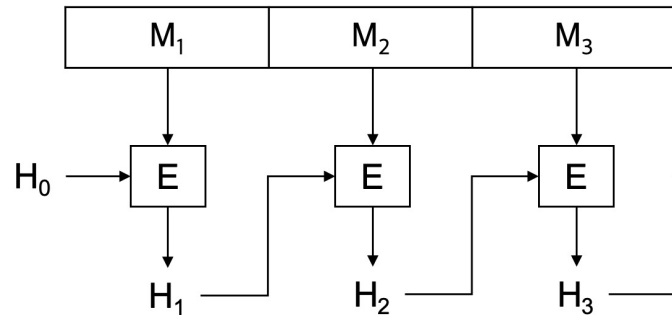 M₁ M₂ M₃
H₀ E E E
H₁ H₂ H₃